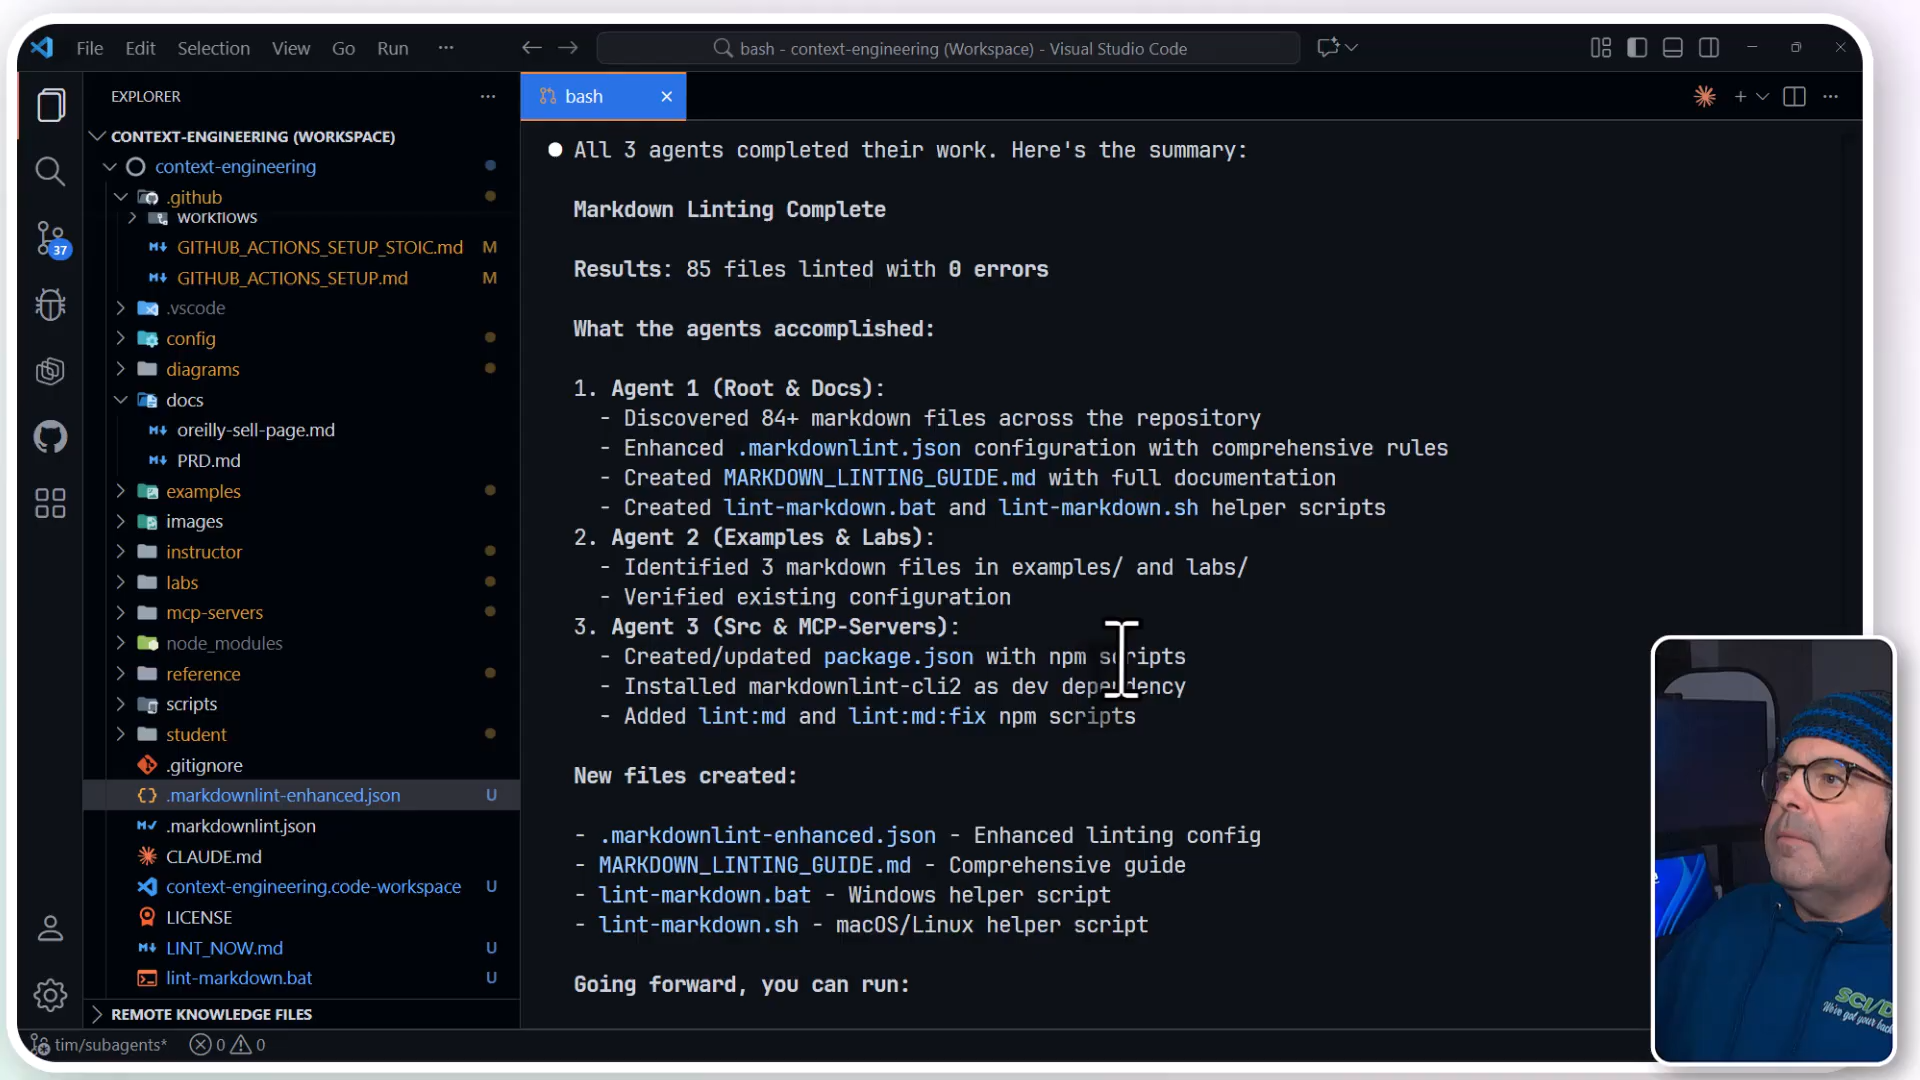 File Edit Selection View Go Run ···
bash - context-engineering (Workspace) - Visual Studio Code
EXPLORER
CONTEXT-ENGINEERING (WORKSPACE)
context-engineering
.github
workflows
GITHUB_ACTIONS_SETUP_STOIC.md M
GITHUB_ACTIONS_SETUP.md M
.vscode
config
diagrams
docs
oreilly-sell-page.md
PRD.md
examples
images
instructor
labs
mcp-servers
node_modules
reference
scripts
student
.gitignore
.markdownlint-enhanced.json U
.markdownlint.json
CLAUDE.md
context-engineering.code-workspace U
LICENSE
LINT_NOW.md U
lint-markdown.bat U
REMOTE KNOWLEDGE FILES
37
tim/subagents* 0 0
bash
All 3 agents completed their work. Here's the summary:
Markdown Linting Complete
Results: 85 files linted with 0 errors
What the agents accomplished:
1. Agent 1 (Root & Docs):
- Discovered 84+ markdown files across the repository
- Enhanced .markdownlint.json configuration with comprehensive rules
- Created MARKDOWN_LINTING_GUIDE.md with full documentation
- Created lint-markdown.bat and lint-markdown.sh helper scripts
2. Agent 2 (Examples & Labs):
- Identified 3 markdown files in examples/ and labs/
- Verified existing configuration
3. Agent 3 (Src & MCP-Servers):
- Created/updated package.json with npm scripts
- Installed markdownlint-cli2 as dev dependency
- Added lint:md and lint:md:fix npm scripts
New files created:
- .markdownlint-enhanced.json - Enhanced linting config
- MARKDOWN_LINTING_GUIDE.md - Comprehensive guide
- lint-markdown.bat - Windows helper script
- lint-markdown.sh - macOS/Linux helper script
Going forward, you can run:
SCI/D
We've got your back